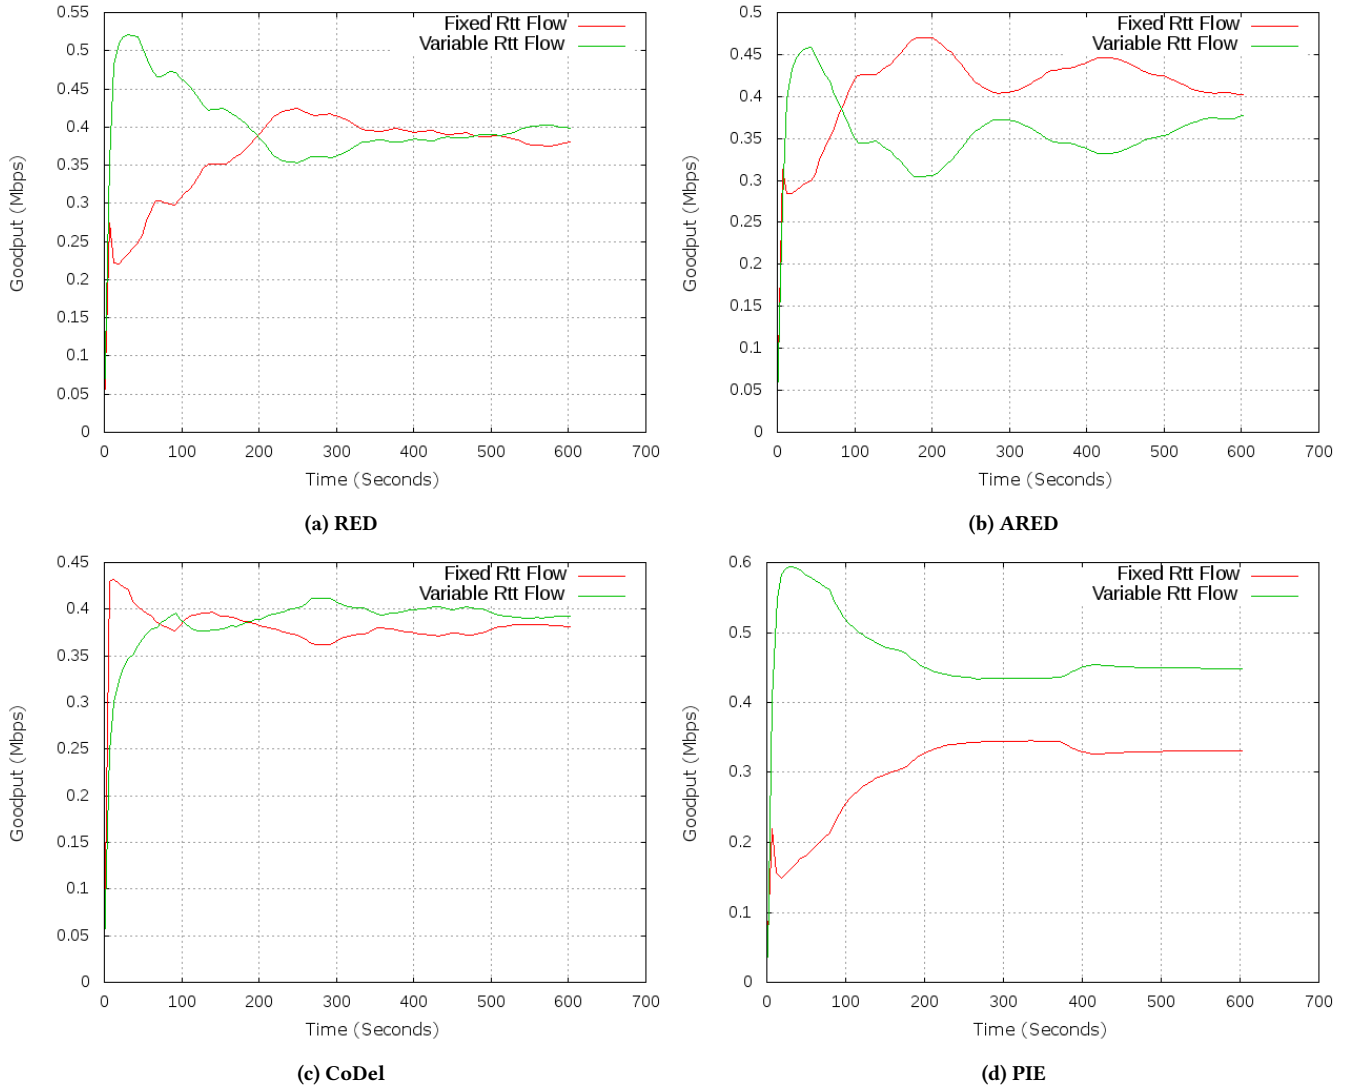 0.55
0.5
0.45
0.4
0.35
0.3
0.25
0.2
0.15
0.1
0.05
0
Goodput (Mbps)
Fixed Rtt Flow
Variable Rtt Flow
0 100 200 300 400 500 600 700
Time (Seconds)
(a) RED
0.5
0.45
0.4
0.35
0.3
0.25
0.2
0.15
0.1
0.05
0
Goodput (Mbps)
Fixed Rtt Flow
Variable Rtt Flow
0 100 200 300 400 500 600 700
Time (Seconds)
(b) ARED
0.45
0.4
0.35
0.3
0.25
0.2
0.15
0.1
0.05
0
Goodput (Mbps)
Fixed Rtt Flow
Variable Rtt Flow
0 100 200 300 400 500 600 700
Time (Seconds)
(c) CoDel
0.6
0.5
0.4
0.3
0.2
0.1
0
Goodput (Mbps)
Fixed Rtt Flow
Variable Rtt Flow
0 100 200 300 400 500 600 700
Time (Seconds)
(d) PIE